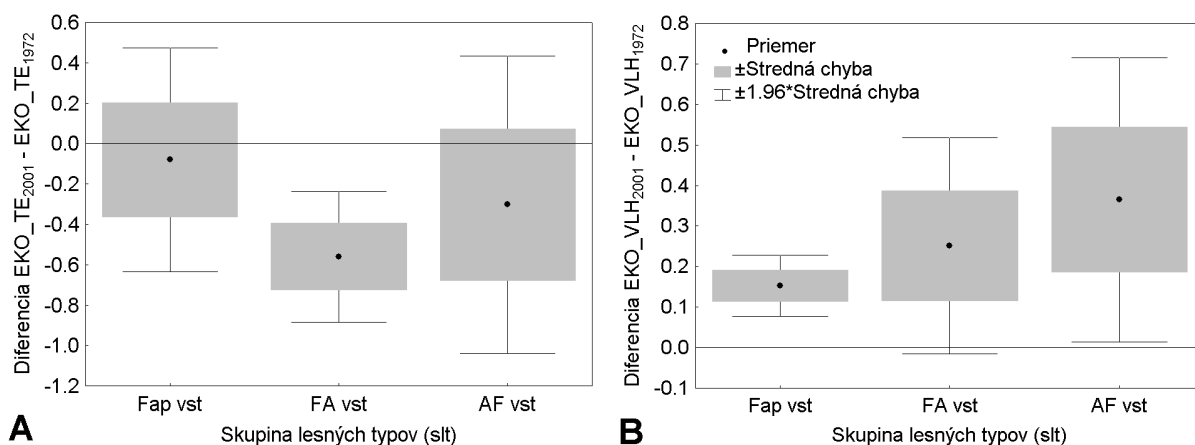 Diferencia EKO_TE2001 - EKO_TE1972
0.6
0.4
0.2
0.0
-0.2
-0.4
-0.6
-0.8
-1.0
-1.2
Fap vst FA vst AF vst
Skupina lesných typov (slt)
A
Diferencia EKO_VLH2001 - EKO_VLH1972
0.8
0.7
0.6
0.5
0.4
0.3
0.2
0.1
0.0
-0.1
Priemer
±Stredná chyba
±1.96*Stredná chyba
Fap vst FA vst AF vst
Skupina lesných typov (slt)
B